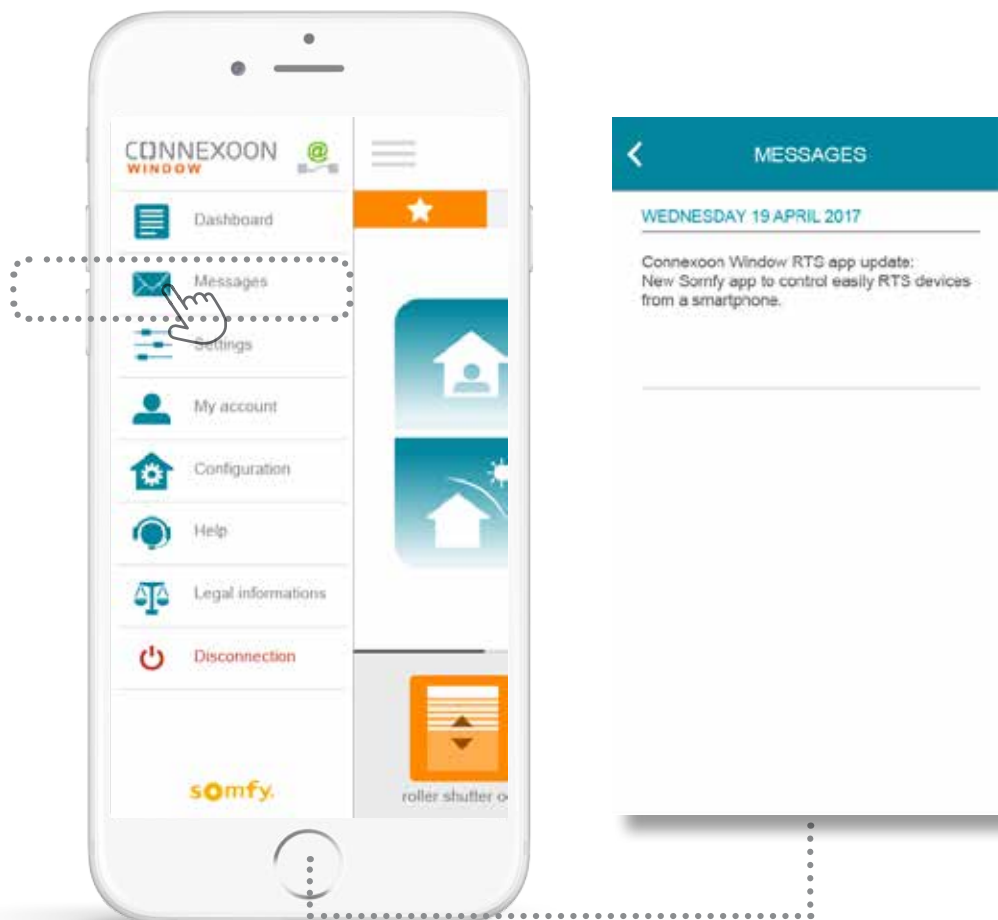 CONNEXOON
WINDOW
@
Dashboard
Messages
Settings
My account
Configuration
Help
Legal informations
Disconnection
somfy.
roller shutter
MESSAGES
WEDNESDAY 19 APRIL 2017
Connexoon Window RTS app update:
New Somfy app to control easily RTS devices
from a smartphone.